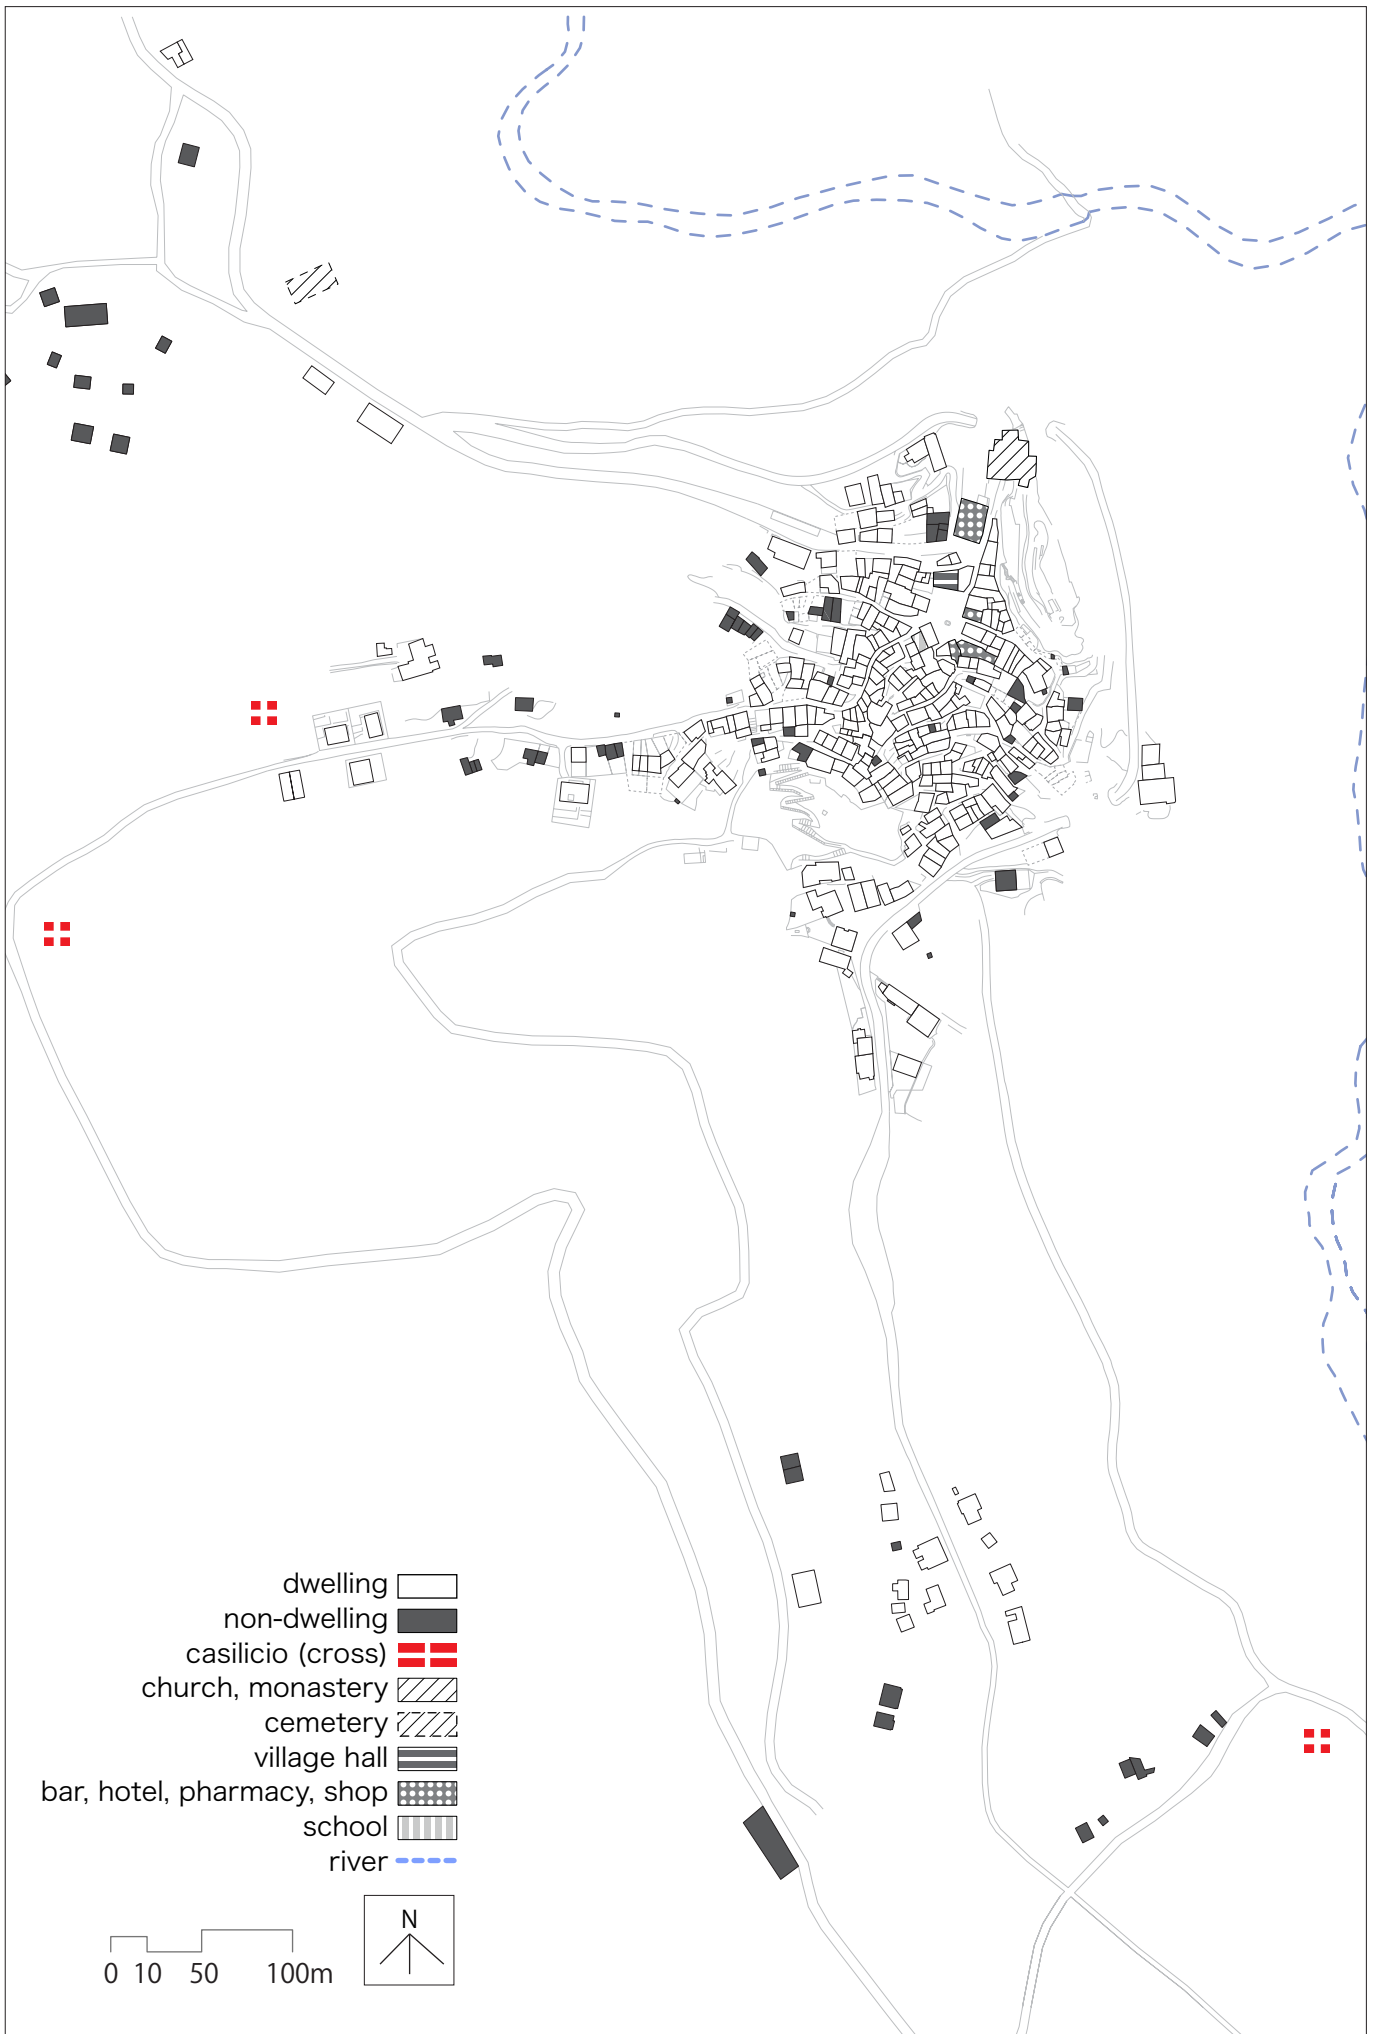 dwelling
non-dwelling
casilicio (cross)
church, monastery
cemetery
village hall
bar, hotel, pharmacy, shop
school
river
N
0 10 50 100m